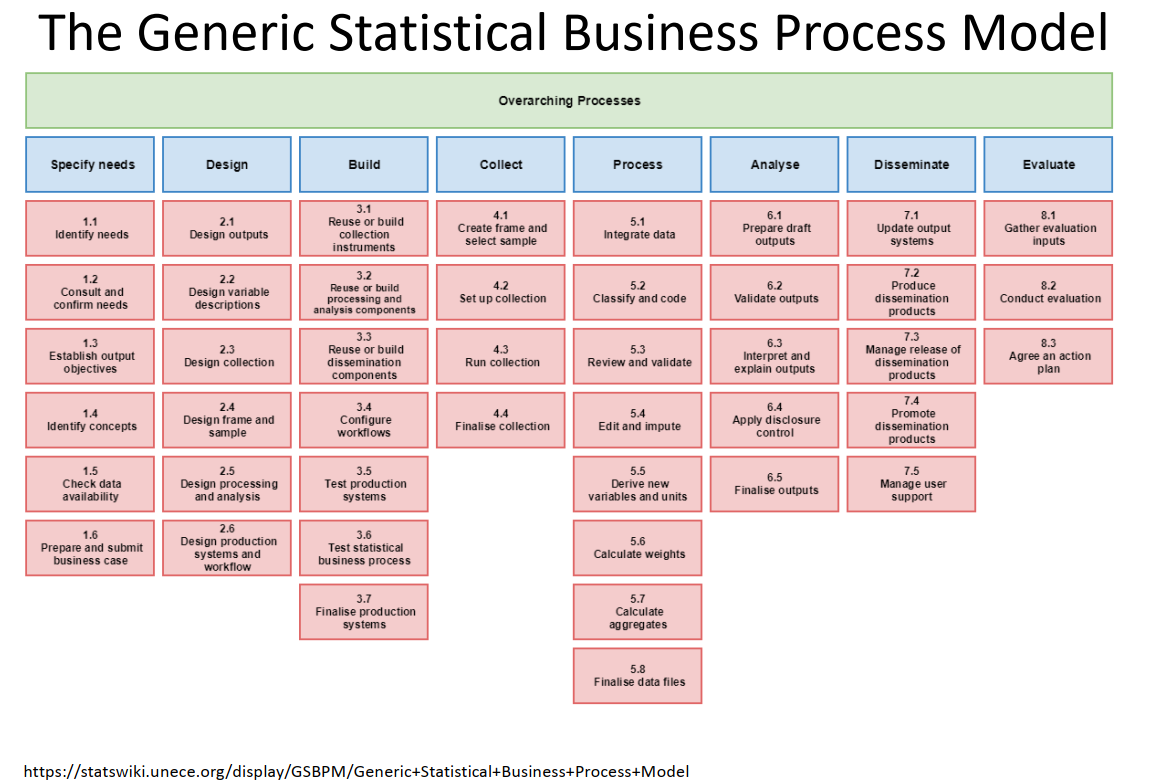 The Generic Statistical Business Process Model
Overarching Processes
Specify needs
Design
Build
Collect
Process
Analyse
Disseminate
Evaluate
1.1
Identify needs
2.1
Design outputs
3.1
Reuse or build
collection
instruments
4.1
Create frame and
select sample
5.1
Integrate data
6.1
Prepare draft
outputs
7.1
Update output
systems
8.1
Gather evaluation
inputs
1.2
Consult and
confirm needs
2.2
Design variable
descriptions
3.2
Reuse or build
processing and
analysis components
4.2
Set up collection
5.2
Classify and code
6.2
Validate outputs
7.2
Produce
dissemination
products
8.2
Conduct evaluation
1.3
Establish output
objectives
2.3
Design collection
3.3
Reuse or build
dissemination
components
4.3
Run collection
5.3
Review and validate
6.3
Interpret and
explain outputs
7.3
Manage release of
dissemination
products
8.3
Agree an action
plan
1.4
Identify concepts
2.4
Design frame and
sample
3.4
Configure
workflows
4.4
Finalise collection
5.4
Edit and impute
6.4
Apply disclosure
control
7.4
Promote
dissemination
products
1.5
Check data
availability
2.5
Design processing
and analysis
3.5
Test production
systems
5.5
Derive new
variables and units
6.5
Finalise outputs
7.5
Manage user
support
1.6
Prepare and submit
business case
2.6
Design production
systems and
workflow
3.6
Test statistical
business process
5.6
Calculate weights
3.7
Finalise production
systems
5.7
Calculate
aggregates
5.8
Finalise data files
https://statswiki.unece.org/display/GSBPM/Generic+Statistical+Business+Process+Model